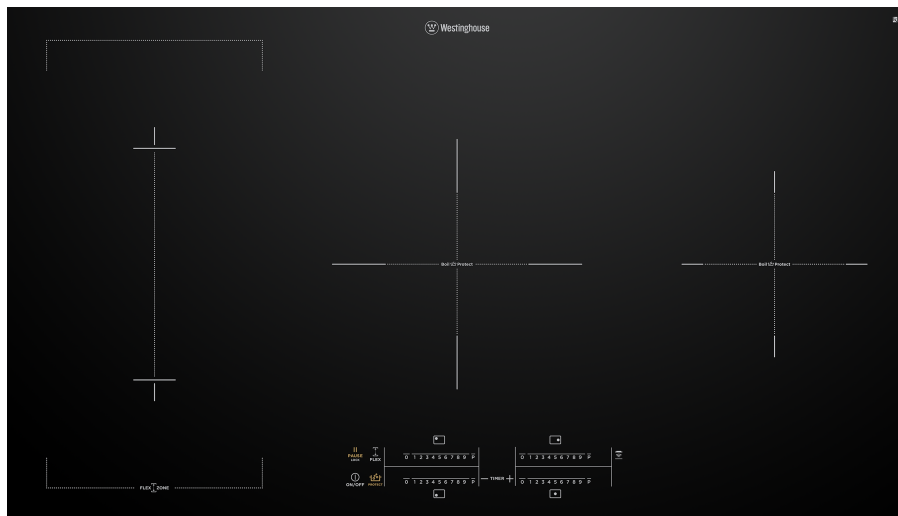 Westinghouse
Boil Protect
Boil Protect
PAUSE
LOCK
FLEX
0 1 2 3 4 5 6 7 8 9 P
0 1 2 3 4 5 6 7 8 9 P
ON/OFF
PROTECT
0 1 2 3 4 5 6 7 8 9 P
TIMER
0 1 2 3 4 5 6 7 8 9 P
FLEX ZONE